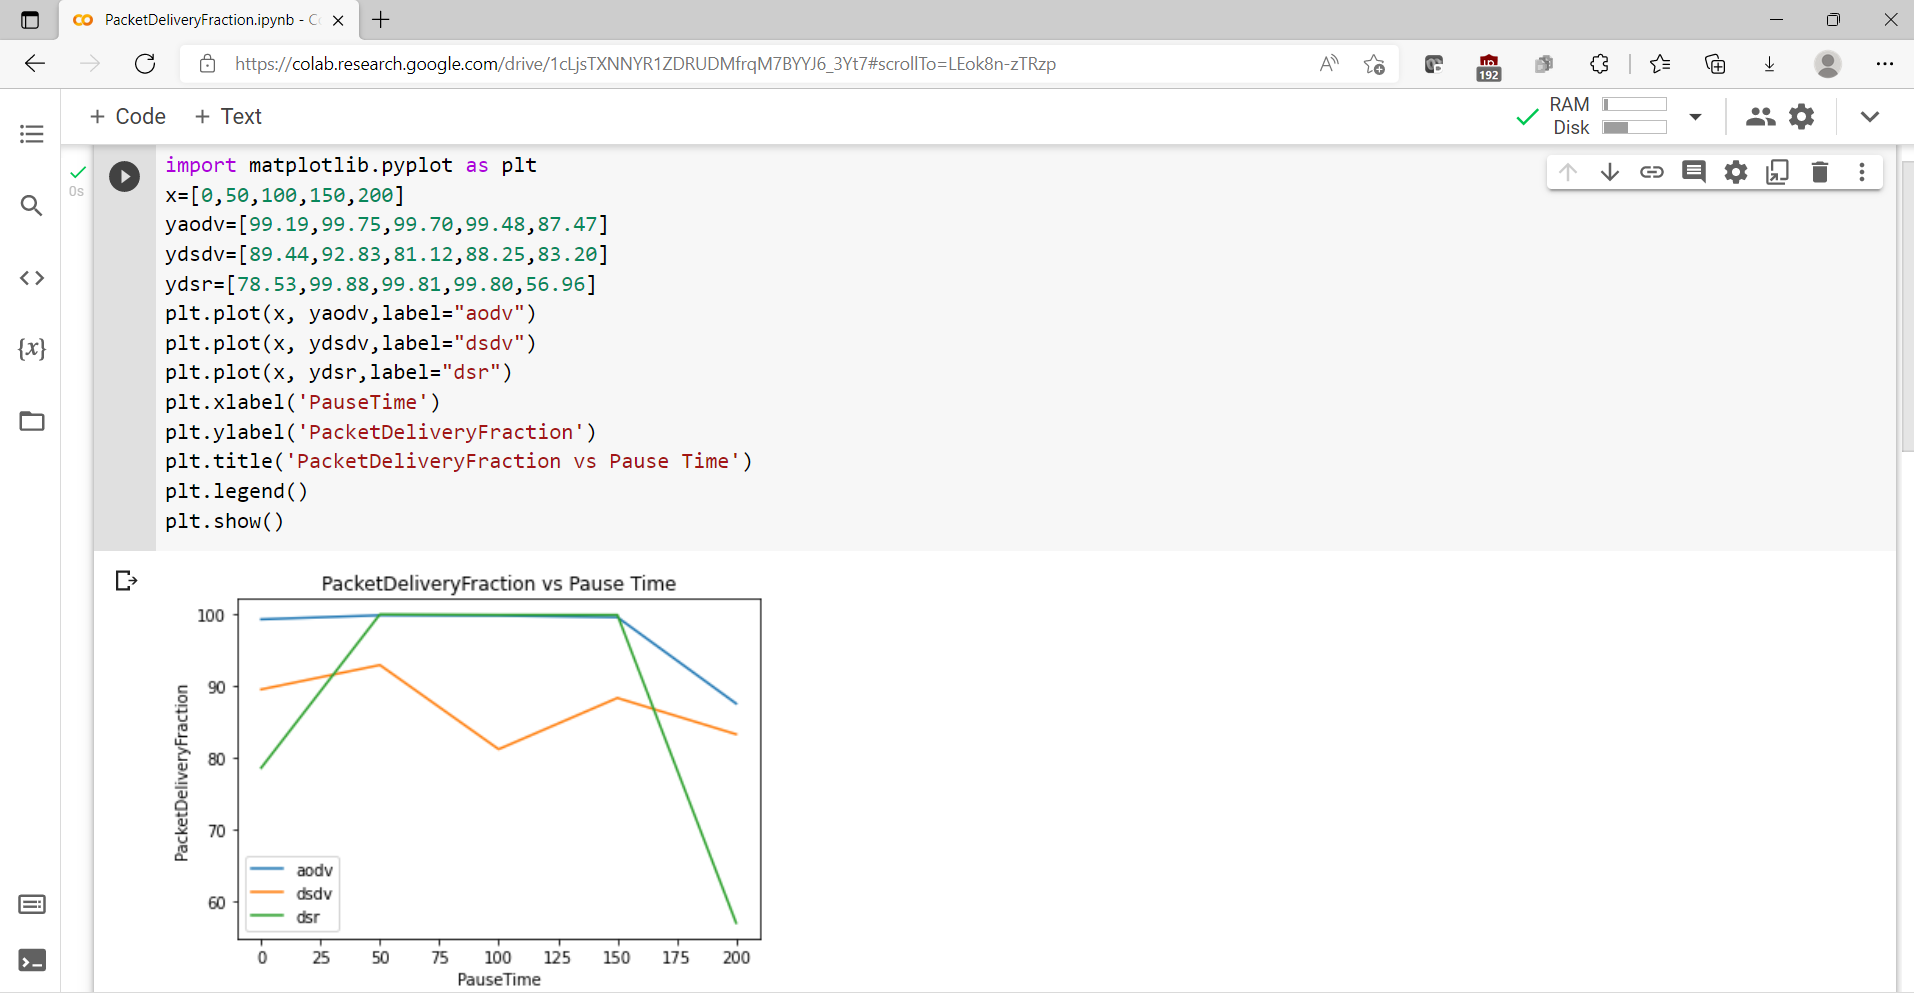 PacketDeliveryFraction.ipynb - C
https://colab.research.google.com/drive/1cLjsTXNNYR1ZDRUDMfrqM7BYYJ6_3Yt7#scrollTo=LEok8n-zTRzp
192
+ Code + Text
RAM
Disk
0s
import matplotlib.pyplot as plt
x=[0,50,100,150,200]
yaodv=[99.19,99.75,99.70,99.48,87.47]
ydsdv=[89.44,92.83,81.12,88.25,83.20]
ydsr=[78.53,99.88,99.81,99.80,56.96]
plt.plot(x, yaodv,label="aodv")
plt.plot(x, ydsdv,label="dsdv")
plt.plot(x, ydsr,label="dsr")
plt.xlabel('PauseTime')
plt.ylabel('PacketDeliveryFraction')
plt.title('PacketDeliveryFraction vs Pause Time')
plt.legend()
plt.show()
PacketDeliveryFraction vs Pause Time
PacketDeliveryFraction
100
90
80
70
60
aodv
dsdv
dsr
0 25 50 75 100 125 150 175 200
PauseTime